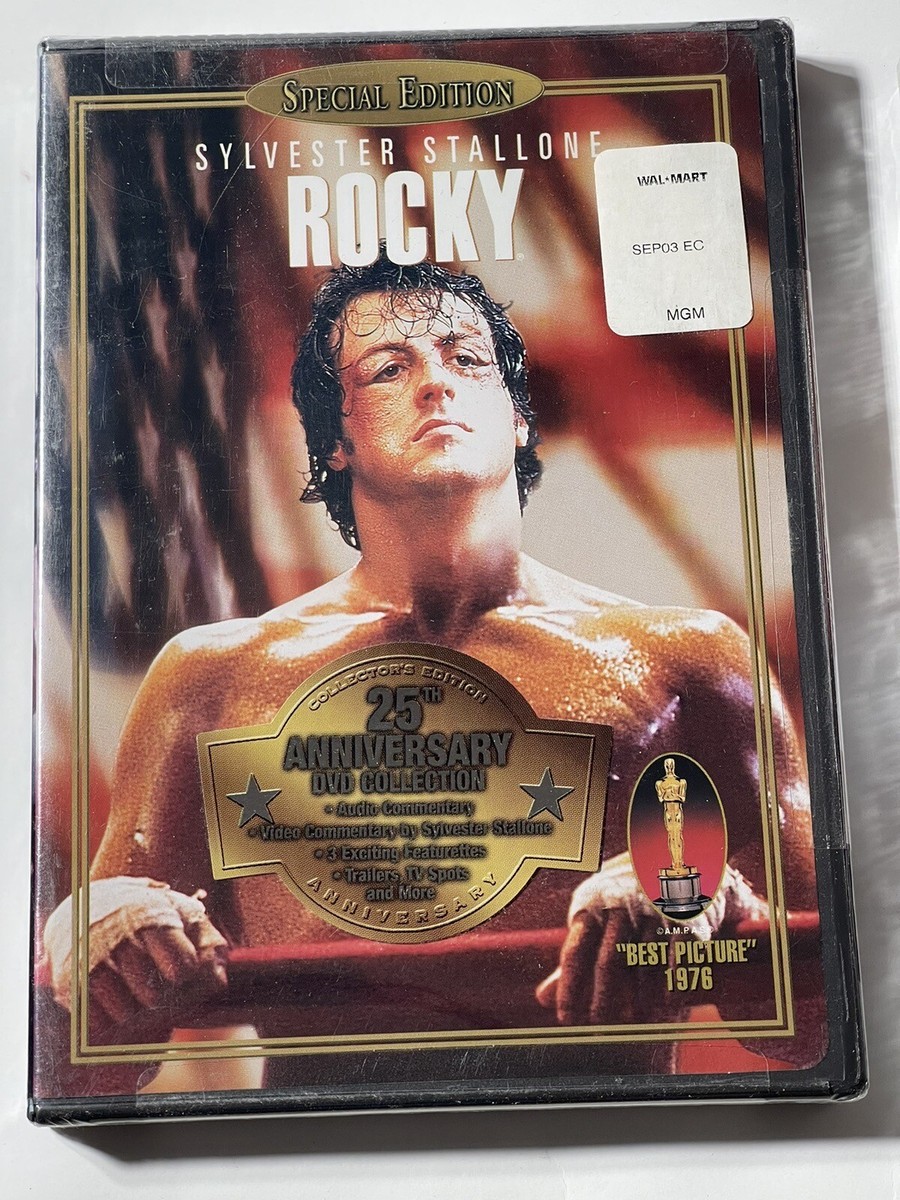 SPECIAL EDITION
SYLVESTER STALLONE
ROCKY
WAL★MART
SEP03 EC
MGM
COLLECTOR'S EDITION
25TH
ANNIVERSARY
DVD COLLECTION
• Audio Commentary
• Video Commentary by Sylvester Stallone
• 3 Exciting Featurettes
• Trailers, TV Spots
and More
ANNIVERSARY
©A.M.P.A.S.®
"BEST PICTURE"
1976